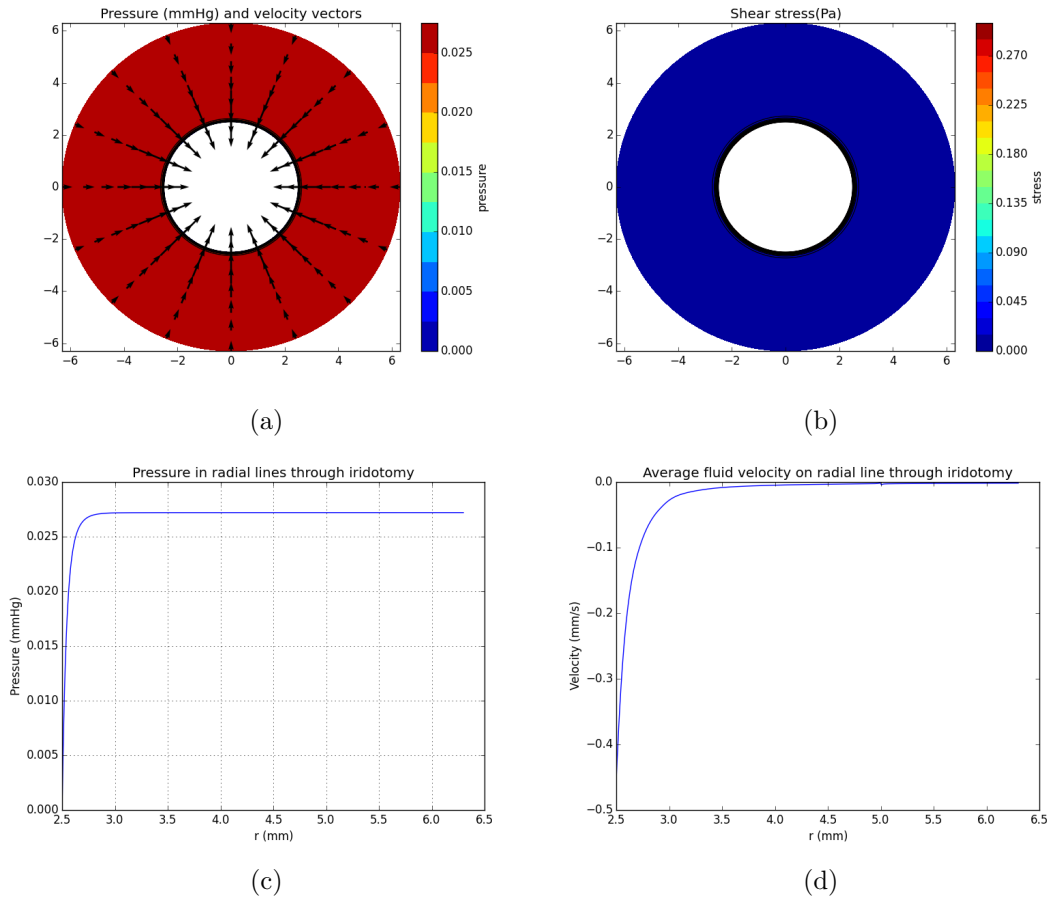 Pressure (mmHg) and velocity vectors
6
4
2
0
−2
−4
−6
−6 −4 −2 0 2 4 6
0.025
0.020
0.015
0.010
0.005
0.000
pressure
(a)
Shear stress(Pa)
6
4
2
0
−2
−4
−6
−6 −4 −2 0 2 4 6
0.270
0.225
0.180
0.135
0.090
0.045
0.000
stress
(b)
Pressure in radial lines through iridotomy
0.030
0.025
0.020
0.015
0.010
0.005
0.000
Pressure (mmHg)
2.5 3.0 3.5 4.0 4.5 5.0 5.5 6.0 6.5
r (mm)
(c)
Average fluid velocity on radial line through iridotomy
0.0
−0.1
−0.2
−0.3
−0.4
−0.5
Velocity (mm/s)
2.5 3.0 3.5 4.0 4.5 5.0 5.5 6.0 6.5
r (mm)
(d)